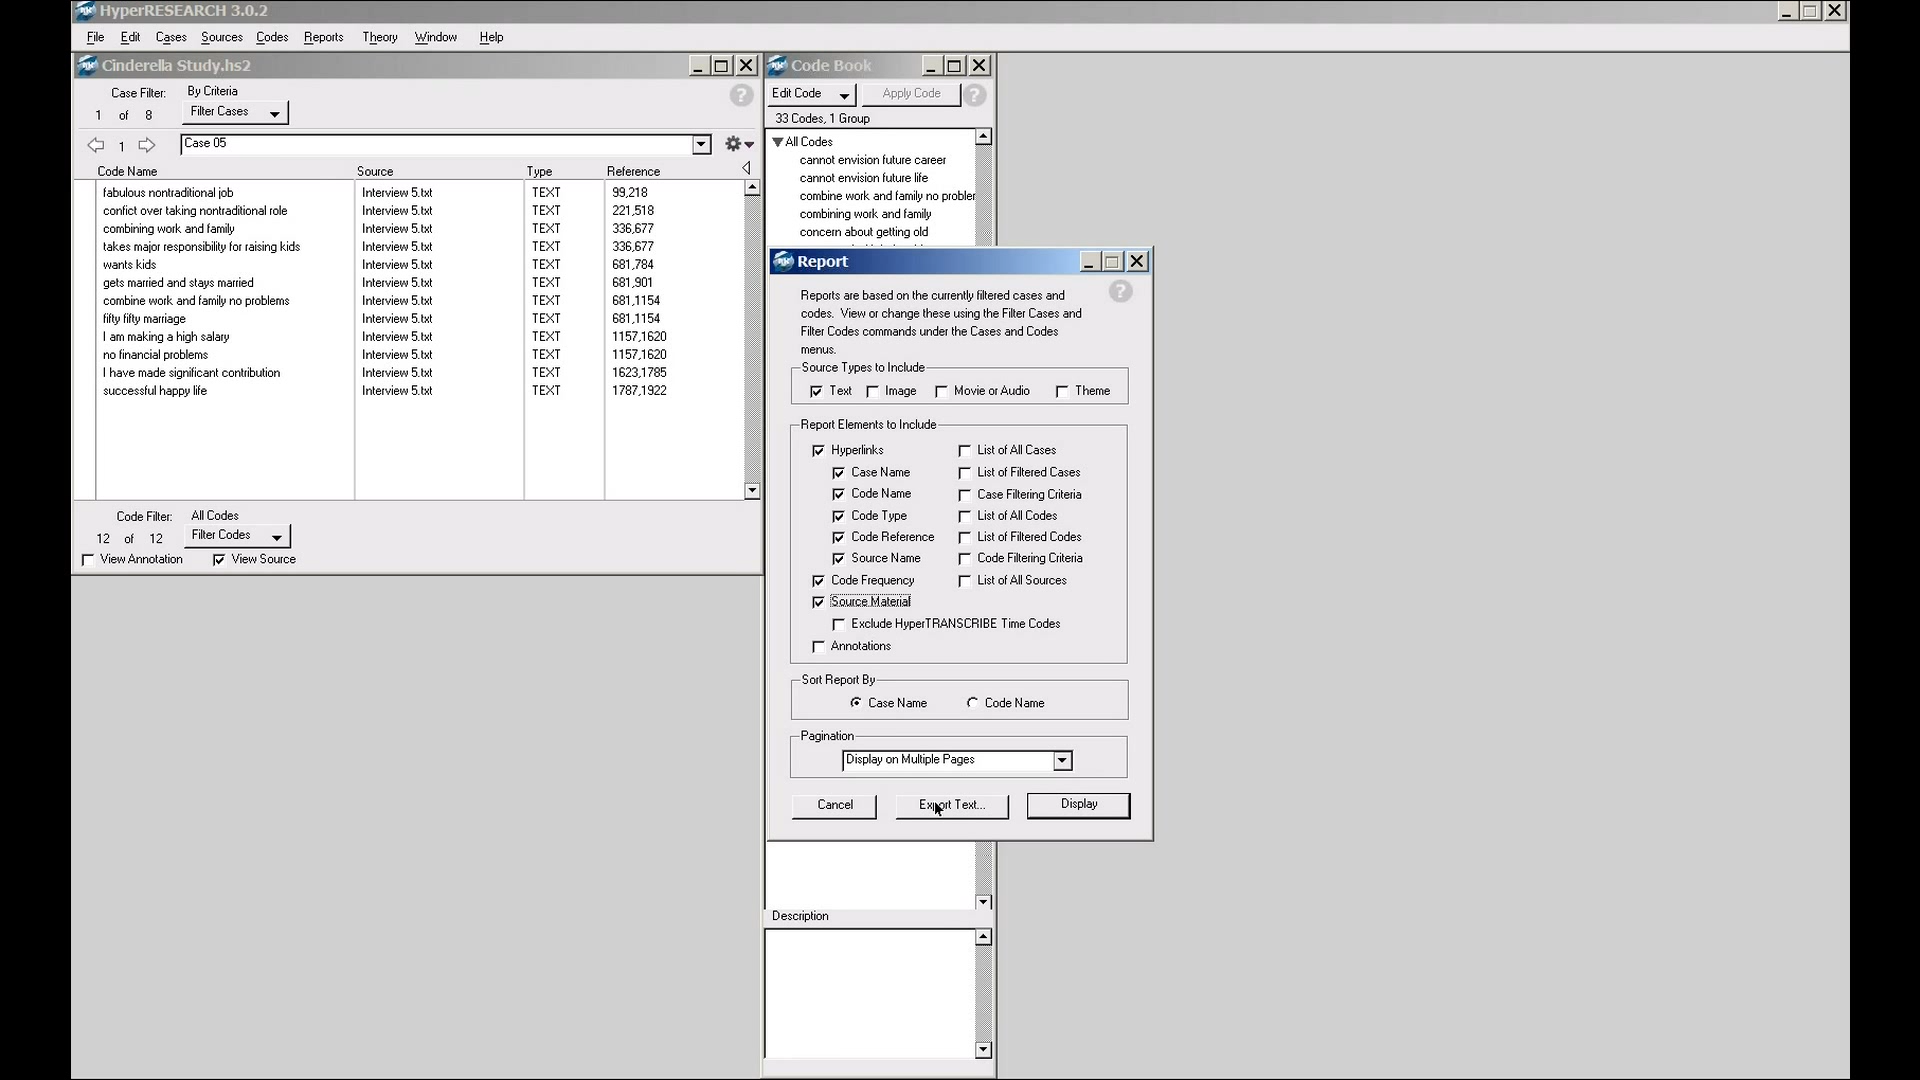 HyperRESEARCH 3.0.2
File Edit Cases Sources Codes Reports Theory Window Help
Cinderella Study.hs2
Case Filter: By Criteria
1 of 8 Filter Cases
1 Case 05
Code Name Source Type Reference
fabulous nontraditional job Interview 5.txt TEXT 99,218
confict over taking nontraditional role Interview 5.txt TEXT 221,518
combining work and family Interview 5.txt TEXT 336,677
takes major responsibility for raising kids Interview 5.txt TEXT 336,677
wants kids Interview 5.txt TEXT 681,784
gets married and stays married Interview 5.txt TEXT 681,901
combine work and family no problems Interview 5.txt TEXT 681,1154
fifty fifty marriage Interview 5.txt TEXT 681,1154
I am making a high salary Interview 5.txt TEXT 1157,1620
no financial problems Interview 5.txt TEXT 1157,1620
I have made significant contribution Interview 5.txt TEXT 1623,1785
successful happy life Interview 5.txt TEXT 1787,1922
Code Filter: All Codes
12 of 12 Filter Codes
View Annotation View Source
Code Book
Edit Code Apply Code
33 Codes, 1 Group
All Codes
cannot envision future career
cannot envision future life
combine work and family no problem
combining work and family
concern about getting old
Report
Reports are based on the currently filtered cases and
codes. View or change these using the Filter Cases and
Filter Codes commands under the Cases and Codes
menus.
Source Types to Include
Text Image Movie or Audio Theme
Report Elements to Include
Hyperlinks List of All Cases
Case Name List of Filtered Cases
Code Name Case Filtering Criteria
Code Type List of All Codes
Code Reference List of Filtered Codes
Source Name Code Filtering Criteria
Code Frequency List of All Sources
Source Material
Exclude HyperTRANSCRIBE Time Codes
Annotations
Sort Report By
Case Name Code Name
Pagination
Display on Multiple Pages
Cancel Export Text... Display
Description